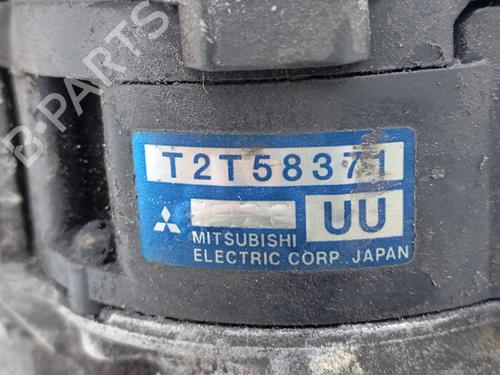 B-PARTS
T2T58371
UU
MITSUBISHI
ELECTRIC CORP. JAPAN